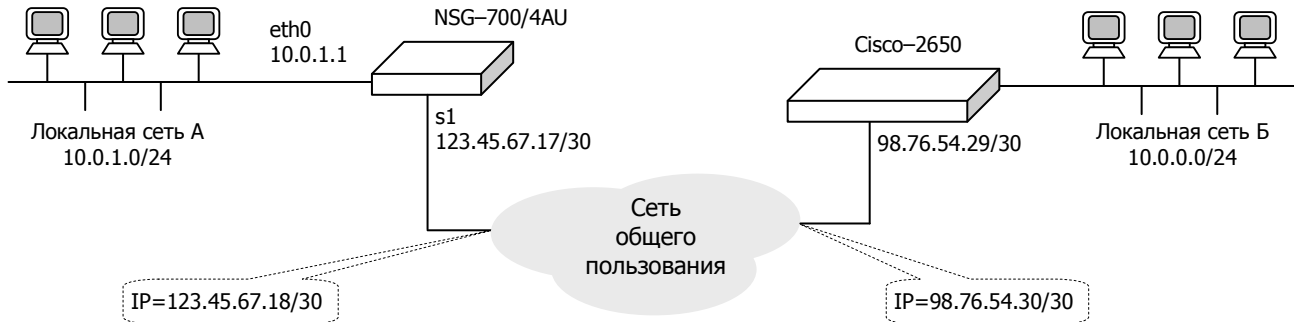 NSG–700/4AU
eth0
10.0.1.1
Cisco–2650
s1
123.45.67.17/30
98.76.54.29/30
Локальная сеть А
10.0.1.0/24
Локальная сеть Б
10.0.0.0/24
Сеть
общего
пользования
IP=123.45.67.18/30
IP=98.76.54.30/30